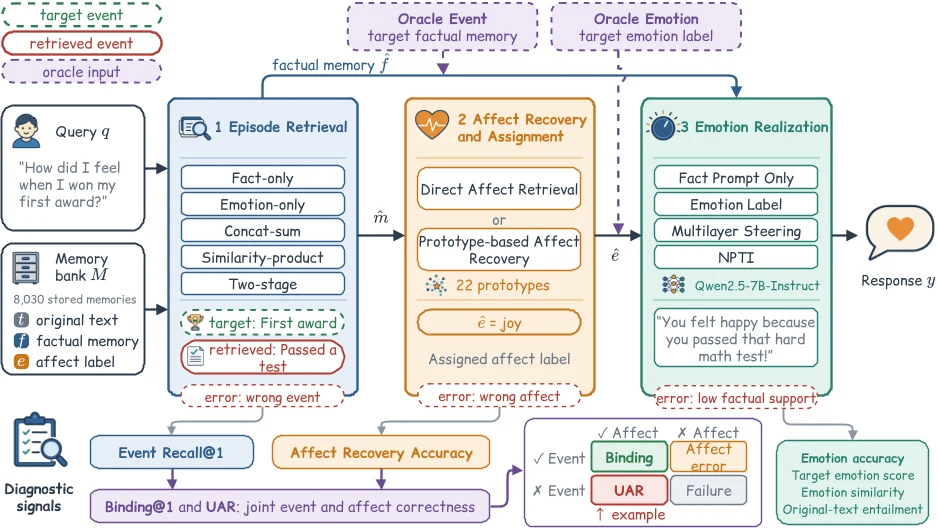 target event
retrieved event
oracle input
Oracle Event
target factual memory
Oracle Emotion
target emotion label
factual memory f̂
Query q
"How did I feel
when I won my
first award?"
Memory
bank M
8,030 stored memories
t original text
f factual memory
e affect label
1 Episode Retrieval
Fact-only
Emotion-only
Concat-sum
Similarity-product
Two-stage
target: First award
retrieved: Passed a
test
error: wrong event
m̂
2 Affect Recovery
and Assignment
Direct Affect Retrieval
or
Prototype-based Affect
Recovery
22 prototypes
ê = joy
Assigned affect label
error: wrong affect
ê
3 Emotion Realization
Fact Prompt Only
Emotion Label
Multilayer Steering
NPTI
Qwen2.5-7B-Instruct
"You felt happy because
you passed that hard
math test!"
error: low factual support
Response y
Diagnostic
signals
Event Recall@1
Affect Recovery Accuracy
Binding@1 and UAR: joint event and affect correctness
✓ Affect ✗ Affect
✓ Event Binding Affect
error
✗ Event UAR Failure
↑ example
Emotion accuracy
Target emotion score
Emotion similarity
Original-text entailment